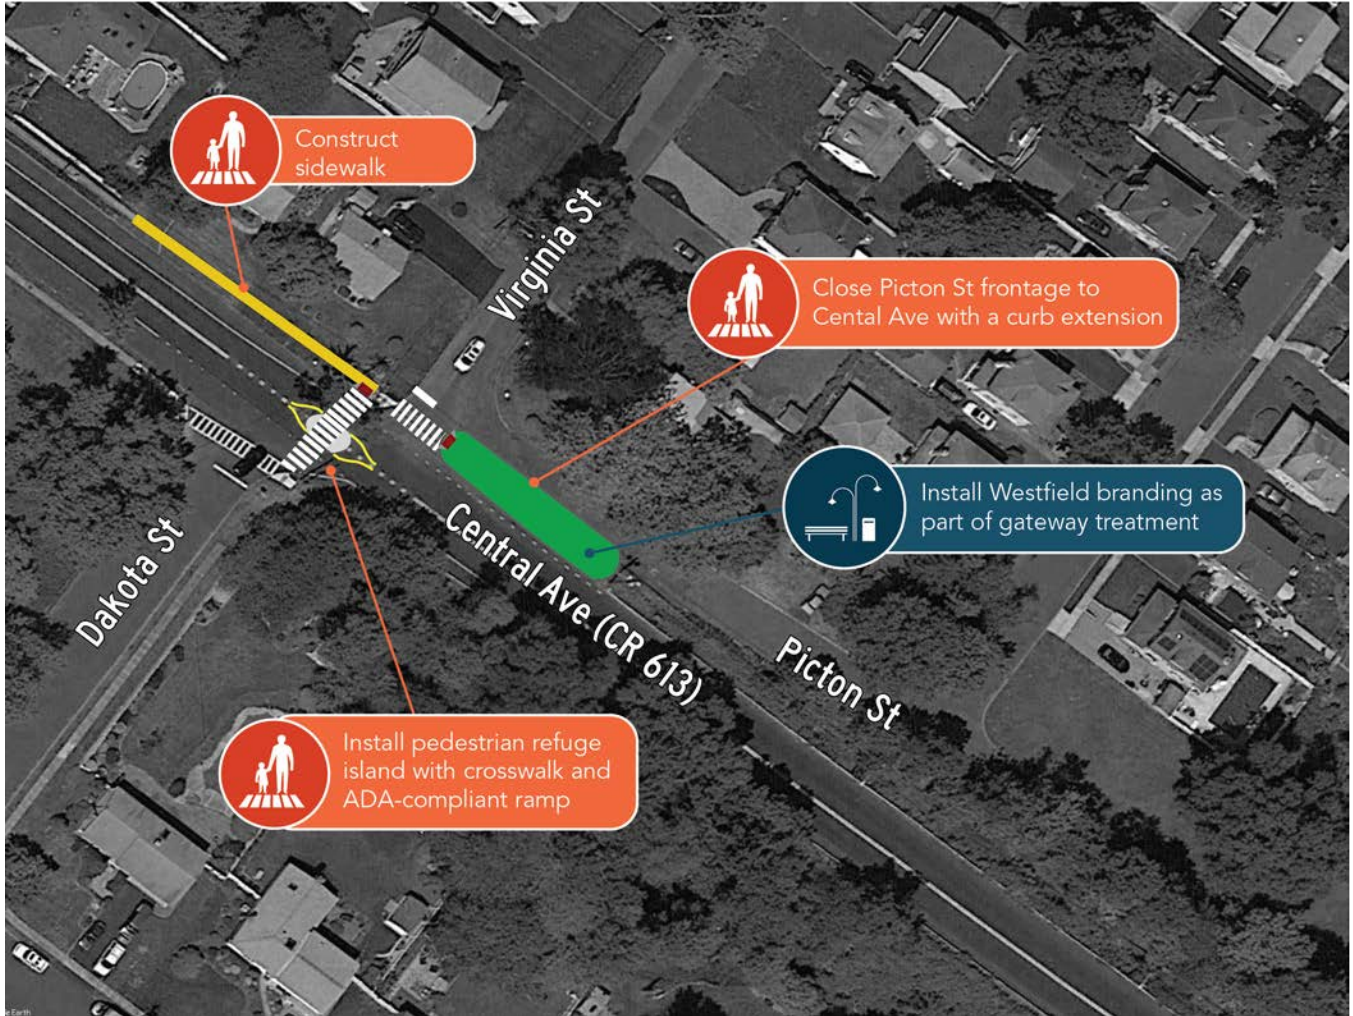 Construct
sidewalk
Virginia St
Close Picton St frontage to
Cental Ave with a curb extension
Install Westfield branding as
part of gateway treatment
Central Ave (CR 613)
Dakota St
Picton St
Install pedestrian refuge
island with crosswalk and
ADA-compliant ramp
e Earth